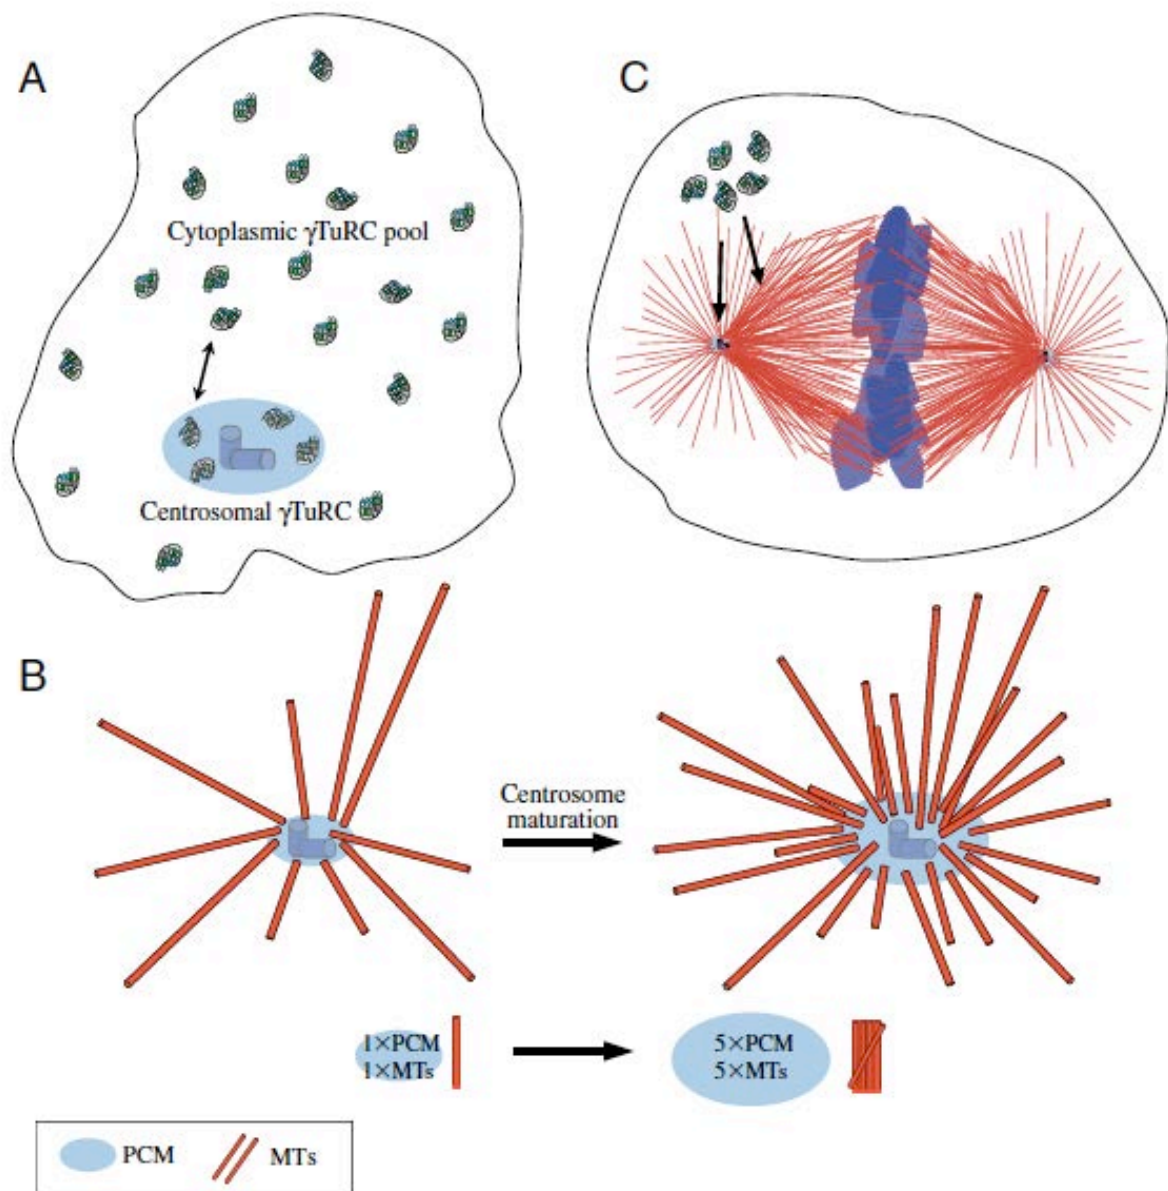 A
C
Cytoplasmic γTuRC pool
Centrosomal γTuRC
B
Centrosome
maturation
1×PCM
1×MTs
5×PCM
5×MTs
PCM
MTs